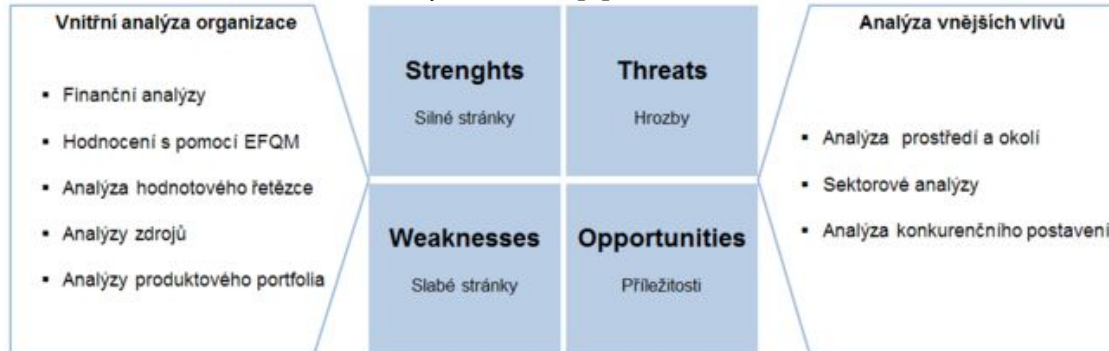 Vnitřní analýza organizace
▪ Finanční analýzy
▪ Hodnocení s pomocí EFQM
▪ Analýza hodnotového řetězce
▪ Analýzy zdrojů
▪ Analýzy produktového portfolia
Strenghts
Silné stránky
Threats
Hrozby
Weaknesses
Slabé stránky
Opportunities
Příležitosti
Analýza vnějších vlivů
▪ Analýza prostředí a okolí
▪ Sektorové analýzy
▪ Analýza konkurenčního postavení